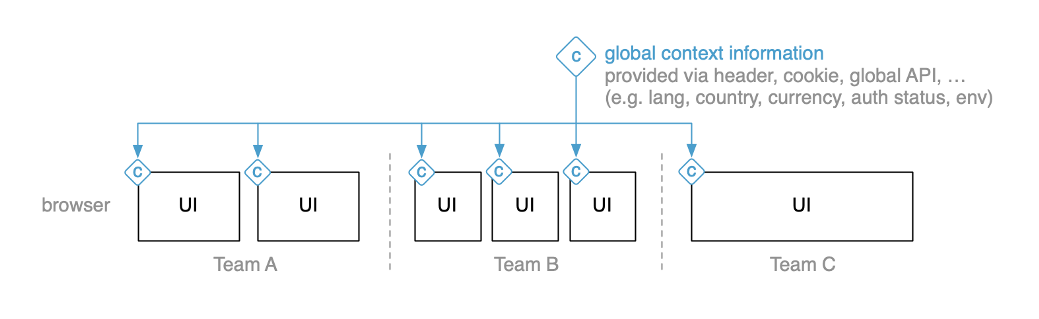 C
global context information
provided via header, cookie, global API, …
(e.g. lang, country, currency, auth status, env)
C C C C C C
browser UI UI UI UI UI UI
Team A Team B Team C